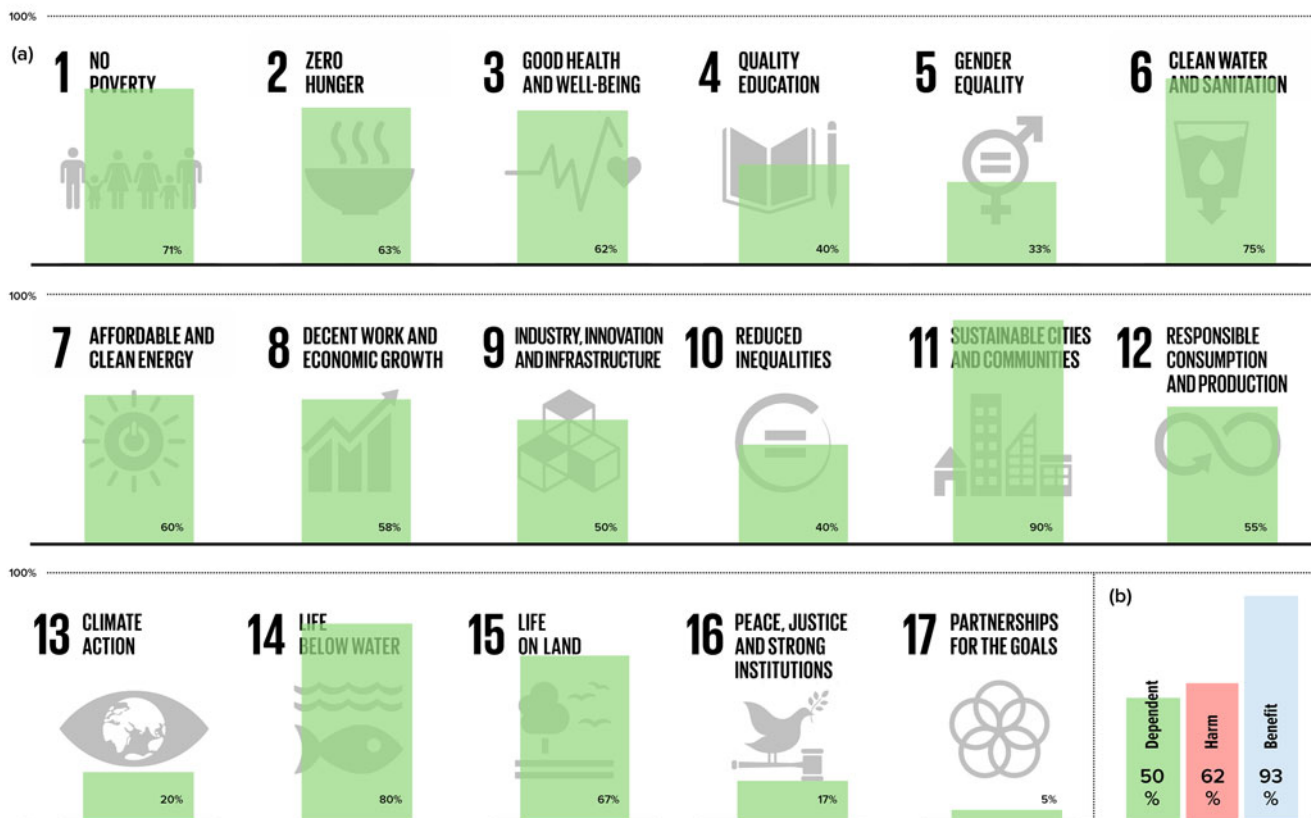 100%
(a)
1 NO
POVERTY
71%
2 ZERO
HUNGER
63%
3 GOOD HEALTH
AND WELL-BEING
62%
4 QUALITY
EDUCATION
40%
5 GENDER
EQUALITY
33%
6 CLEAN WATER
AND SANITATION
75%
100%
7 AFFORDABLE AND
CLEAN ENERGY
60%
8 DECENT WORK AND
ECONOMIC GROWTH
58%
9 INDUSTRY, INNOVATION
AND INFRASTRUCTURE
50%
10 REDUCED
INEQUALITIES
40%
11 SUSTAINABLE CITIES
AND COMMUNITIES
90%
12 RESPONSIBLE
CONSUMPTION
AND PRODUCTION
55%
100%
13 CLIMATE
ACTION
20%
14 LIFE
BELOW WATER
80%
15 LIFE
ON LAND
67%
16 PEACE, JUSTICE
AND STRONG
INSTITUTIONS
17%
17 PARTNERSHIPS
FOR THE GOALS
5%
(b)
Dependent
50
%
Harm
62
%
Benefit
93
%